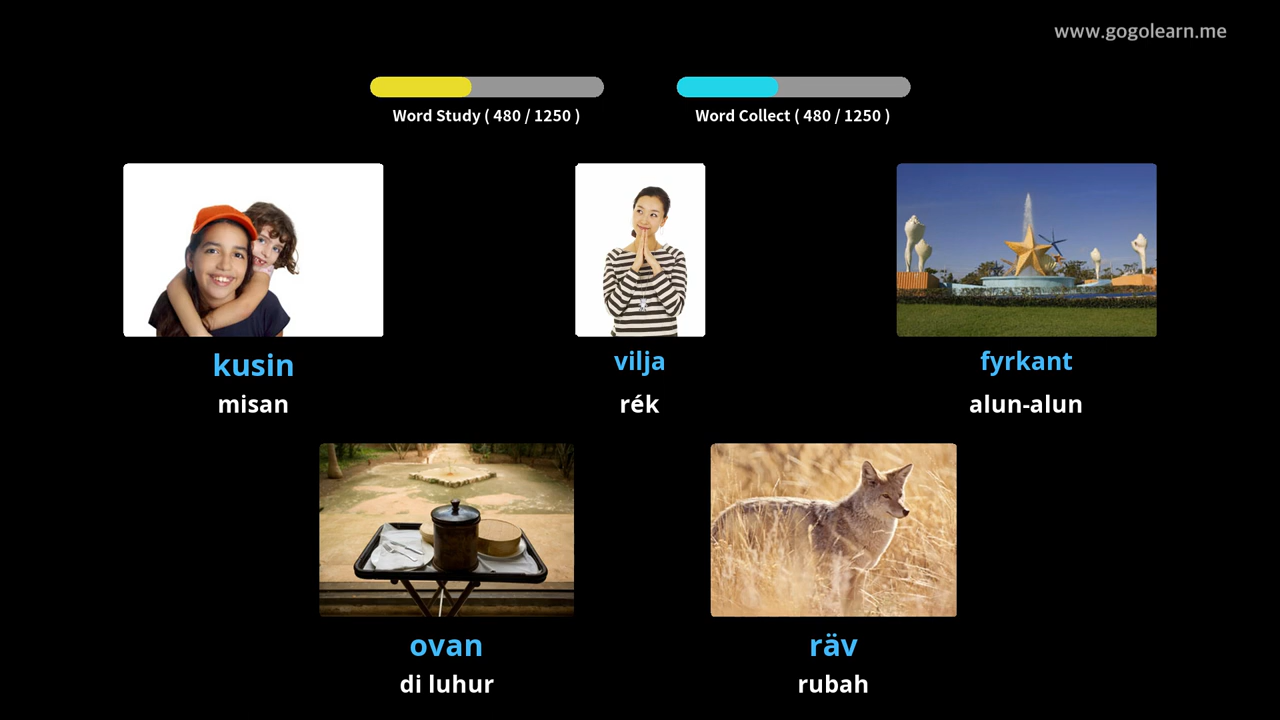 www.gogolearn.me
Word Study ( 480 / 1250 )
Word Collect ( 480 / 1250 )
kusin
misan
vilja
rék
fyrkant
alun-alun
ovan
di luhur
räv
rubah